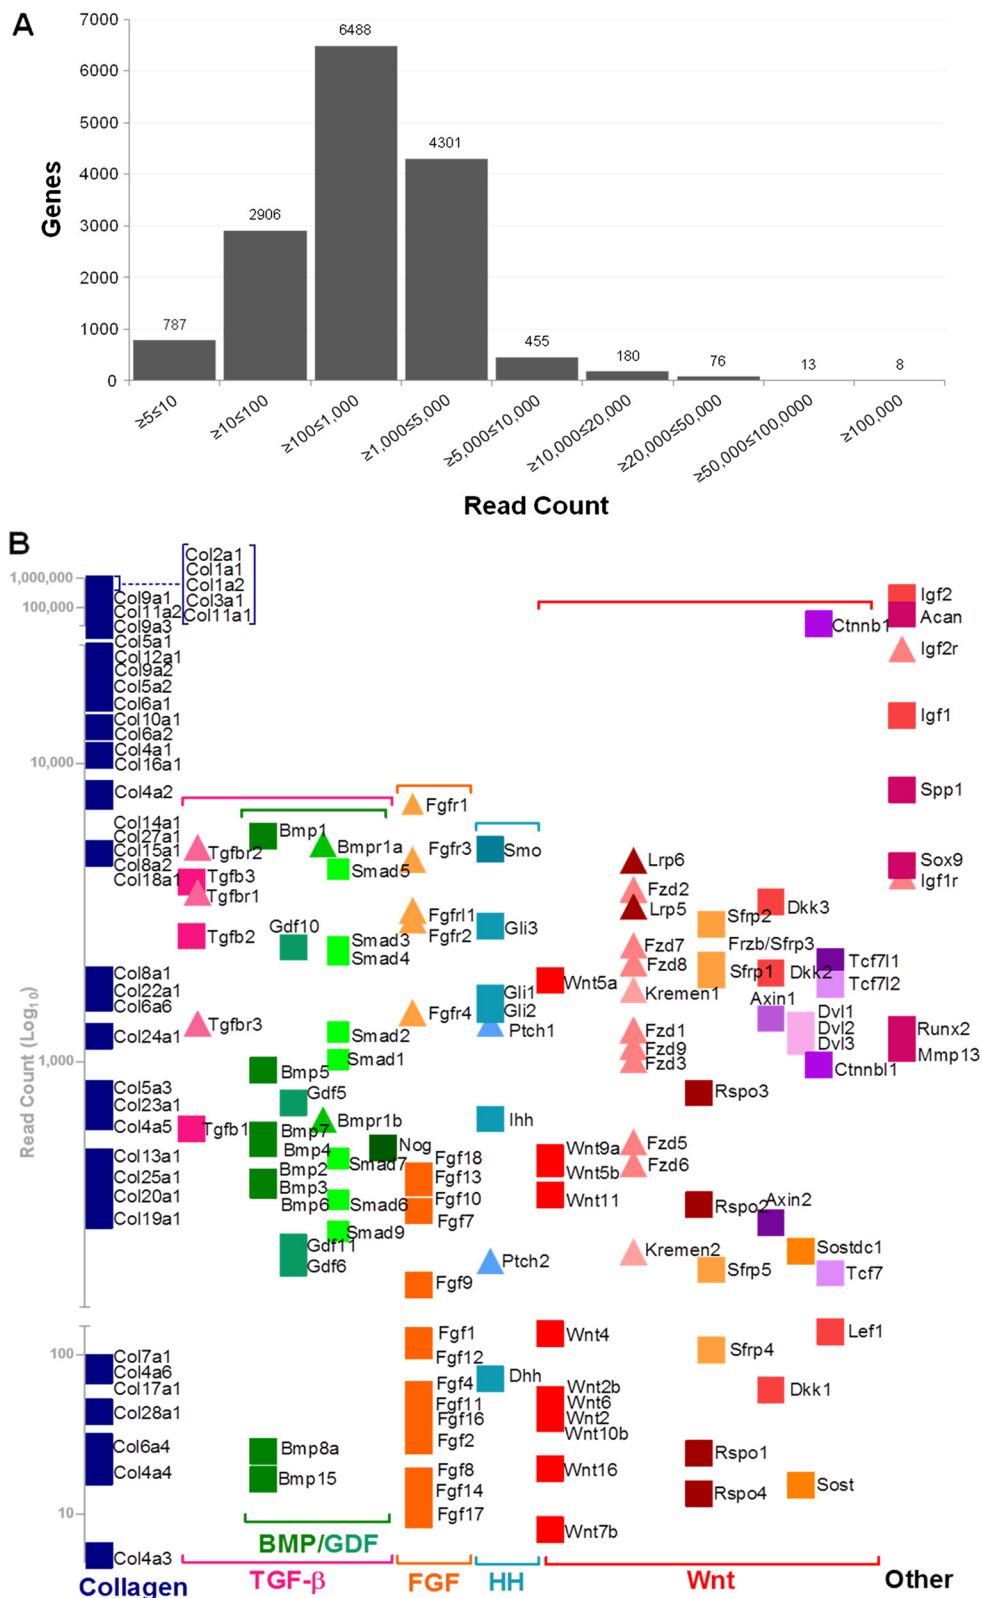 A
7000
6000
5000
4000
3000
2000
1000
0
Genes
787
2906
6488
4301
455
180
76
13
8
≥5≤10
≥10≤100
≥100≤1,000
≥1,000≤5,000
≥5,000≤10,000
≥10,000≤20,000
≥20,000≤50,000
≥50,000≤100,0000
≥100,000
Read Count
B
Read Count (Log₁₀)
1,000,000
100,000
10,000
1,000
100
10
Col2a1
Col1a1
Col1a2
Col3a1
Col11a1
Col9a1
Col11a2
Col9a3
Col5a1
Col12a1
Col9a2
Col5a2
Col6a1
Col10a1
Col6a2
Col4a1
Col16a1
Col4a2
Col14a1
Col27a1
Col15a1
Col8a2
Col18a1
Col8a1
Col22a1
Col6a6
Col24a1
Col5a3
Col23a1
Col4a5
Col13a1
Col25a1
Col20a1
Col19a1
Col7a1
Col4a6
Col17a1
Col28a1
Col6a4
Col4a4
Col4a3
Collagen
Tgfbr2
Tgfb3
Tgfbr1
Tgfb2
Tgfbr3
Tgfb1
Bmp1
Bmpr1a
Smad5
Gdf10
Smad3
Smad4
Smad2
Smad1
Bmp5
Gdf5
Bmpr1b
Bmp7
Nog
Bmp4
Smad7
Bmp2
Bmp3
Bmp6
Smad6
Smad9
Gdf11
Gdf6
Bmp8a
Bmp15
BMP/GDF
TGF-β
Fgfr1
Fgfr3
Fgfrl1
Fgfr2
Fgfr4
Fgf18
Fgf13
Fgf10
Fgf7
Fgf9
Fgf1
Fgf12
Fgf4
Fgf11
Fgf16
Fgf2
Fgf8
Fgf14
Fgf17
FGF
Smo
Gli3
Gli1
Gli2
Ptch1
Ihh
Ptch2
Dhh
HH
Wnt5a
Wnt9a
Wnt5b
Wnt11
Wnt4
Wnt2b
Wnt6
Wnt2
Wnt10b
Wnt16
Wnt7b
Lrp6
Fzd2
Lrp5
Fzd7
Fzd8
Kremen1
Fzd1
Fzd9
Fzd3
Fzd5
Fzd6
Kremen2
Sfrp2
Frzb/Sfrp3
Sfrp1
Rspo3
Rspo2
Sfrp5
Sfrp4
Rspo1
Rspo4
Ctnnb1
Dkk3
Dkk2
Tcf7l1
Tcf7l2
Axin1
Dvl1
Dvl2
Dvl3
Ctnnbl1
Axin2
Sostdc1
Tcf7
Lef1
Dkk1
Sost
Wnt
Igf2
Acan
Igf2r
Igf1
Spp1
Sox9
Igf1r
Runx2
Mmp13
Other